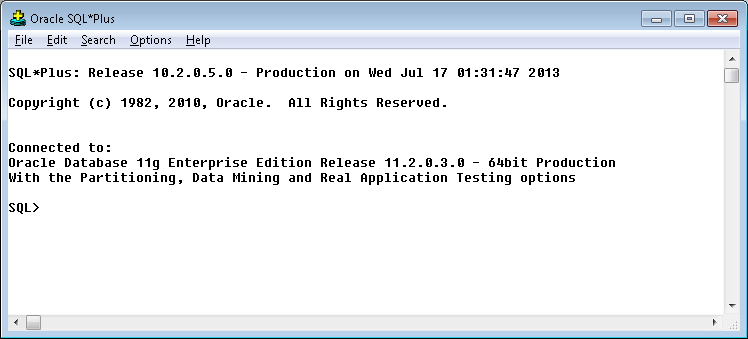 Oracle SQL*Plus
File Edit Search Options Help
SQL*Plus: Release 10.2.0.5.0 - Production on Wed Jul 17 01:31:47 2013
Copyright (c) 1982, 2010, Oracle.  All Rights Reserved.
Connected to:
Oracle Database 11g Enterprise Edition Release 11.2.0.3.0 - 64bit Production
With the Partitioning, Data Mining and Real Application Testing options
SQL>